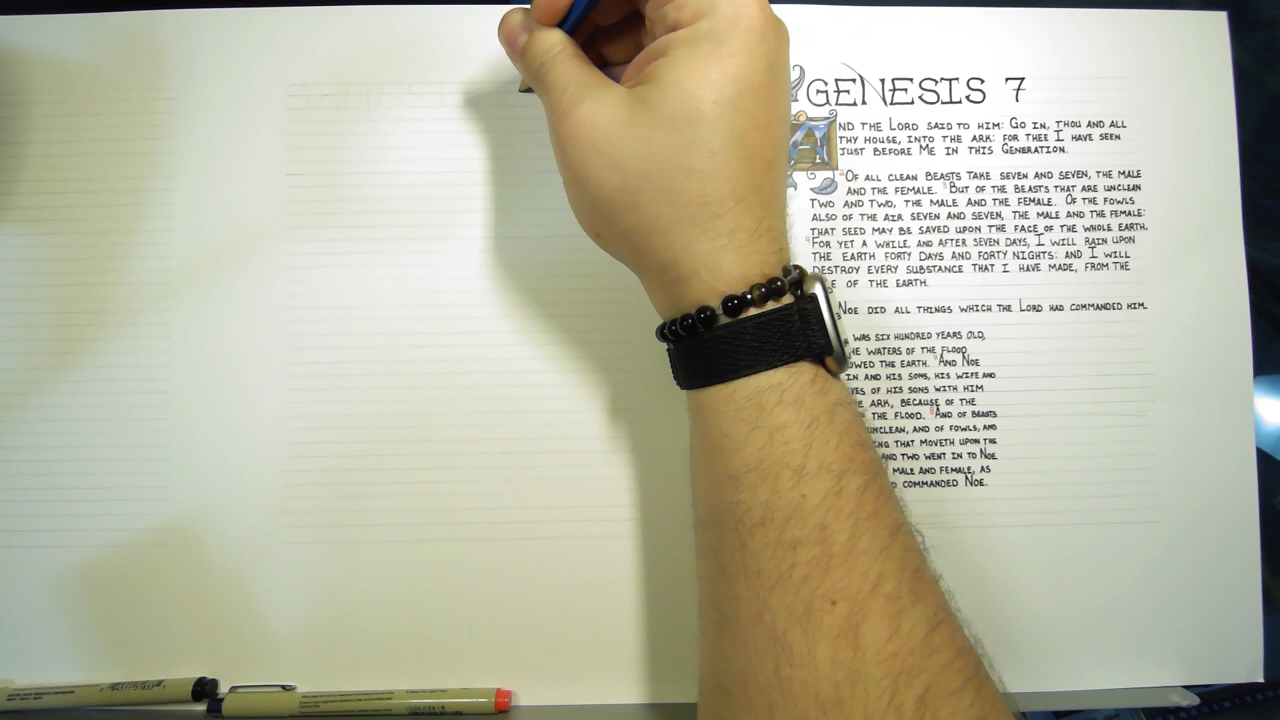 GENESIS 7
AND THE LORD SAID TO HIM: GO IN, THOU AND ALL
THY HOUSE, INTO THE ARK: FOR THEE I HAVE SEEN
JUST BEFORE ME IN THIS GENERATION.
2 OF ALL CLEAN BEASTS TAKE SEVEN AND SEVEN, THE MALE
AND THE FEMALE. 3 BUT OF THE BEASTS THAT ARE UNCLEAN
TWO AND TWO, THE MALE AND THE FEMALE. OF THE FOWLS
ALSO OF THE AIR SEVEN AND SEVEN, THE MALE AND THE FEMALE:
THAT SEED MAY BE SAVED UPON THE FACE OF THE WHOLE EARTH.
4 FOR YET A WHILE, AND AFTER SEVEN DAYS, I WILL RAIN UPON
THE EARTH FORTY DAYS AND FORTY NIGHTS: AND I WILL
DESTROY EVERY SUBSTANCE THAT I HAVE MADE, FROM THE
E OF THE EARTH.
NOE DID ALL THINGS WHICH THE LORD HAD COMMANDED HIM.
WAS SIX HUNDRED YEARS OLD,
HE WATERS OF THE FLOOD
OWED THE EARTH. 7 AND NOE
IN AND HIS SONS, HIS WIFE AND
VES OF HIS SONS WITH HIM
E ARK, BECAUSE OF THE
THE FLOOD. 8 AND OF BEASTS
UNCLEAN, AND OF FOWLS, AND
ING THAT MOVETH UPON THE
AND TWO WENT IN TO NOE
MALE AND FEMALE, AS
COMMANDED NOE.